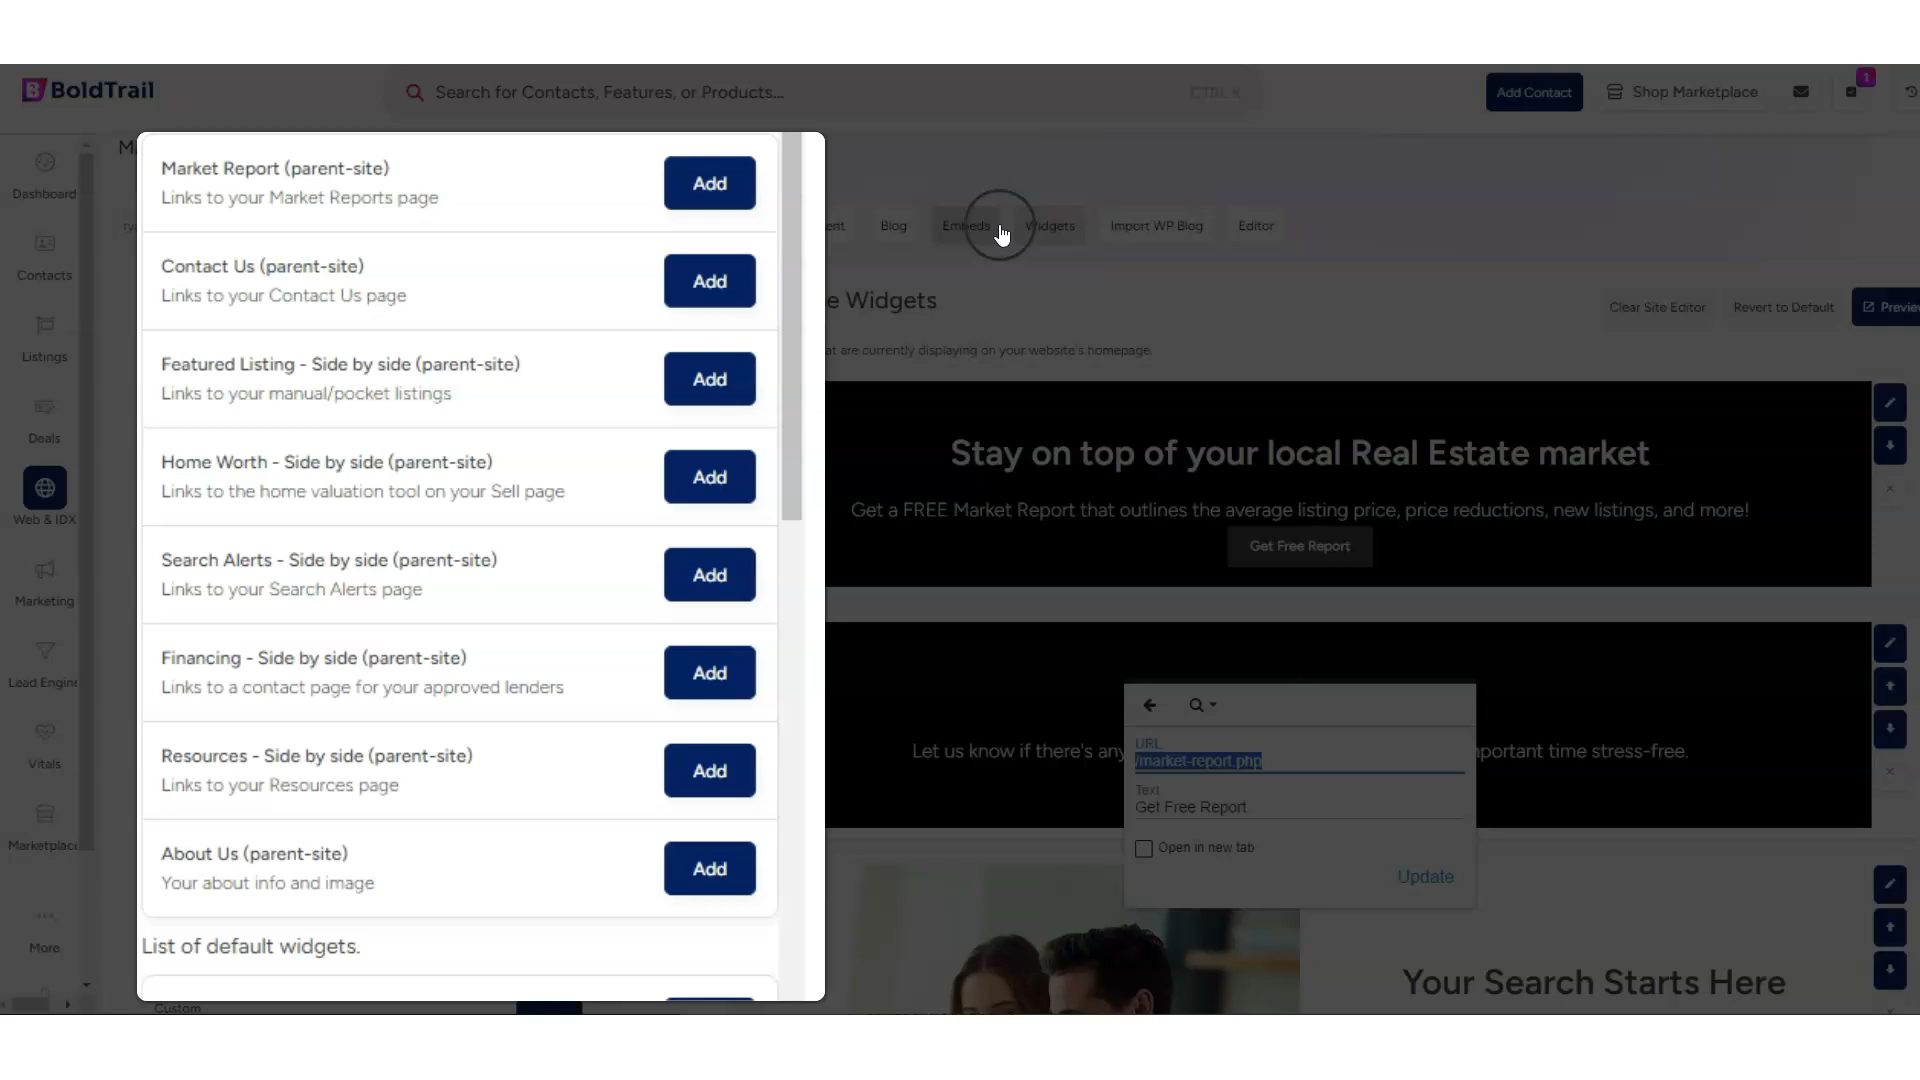 BoldTrail
Search for Contacts, Features, or Products...
CTRL K
Add Contact
Shop Marketplace
1
Dashboard
Contacts
Listings
Deals
Web & IDX
Marketing
Lead Engine
Vitals
Marketplace
More
Market Report (parent-site)
Links to your Market Reports page
Add
Contact Us (parent-site)
Links to your Contact Us page
Add
Featured Listing - Side by side (parent-site)
Links to your manual/pocket listings
Add
Home Worth - Side by side (parent-site)
Links to the home valuation tool on your Sell page
Add
Search Alerts - Side by side (parent-site)
Links to your Search Alerts page
Add
Financing - Side by side (parent-site)
Links to a contact page for your approved lenders
Add
Resources - Side by side (parent-site)
Links to your Resources page
Add
About Us (parent-site)
Your about info and image
Add
List of default widgets.
Custom
ent
Blog
Embeds
Widgets
Import WP Blog
Editor
e Widgets
Clear Site Editor
Revert to Default
Preview
at are currently displaying on your website's homepage.
Stay on top of your local Real Estate market
Get a FREE Market Report that outlines the average listing price, price reductions, new listings, and more!
Get Free Report
Let us know if there's any
portant time stress-free.
URL
/market-report.php
Text
Get Free Report
Open in new tab
Update
Your Search Starts Here